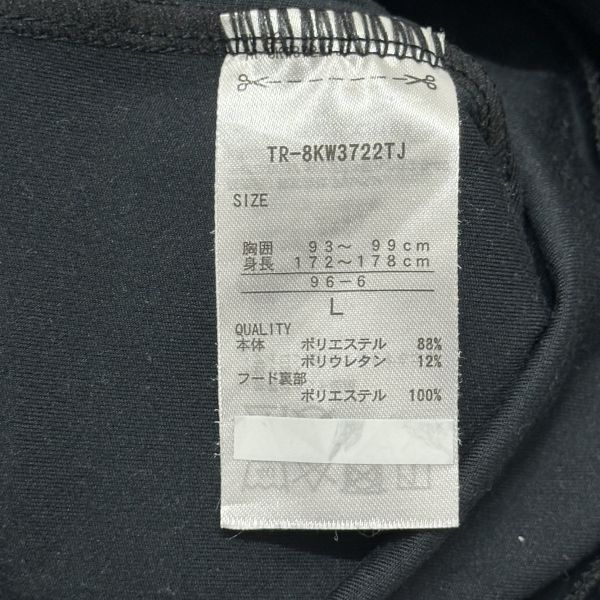 TR-8KW3722TJ
SIZE
胸囲 93～ 99cm
身長 172～178cm
96-6
L
QUALITY
本体 ポリエステル 88%
ポリウレタン 12%
フード裏部
ポリエステル 100%